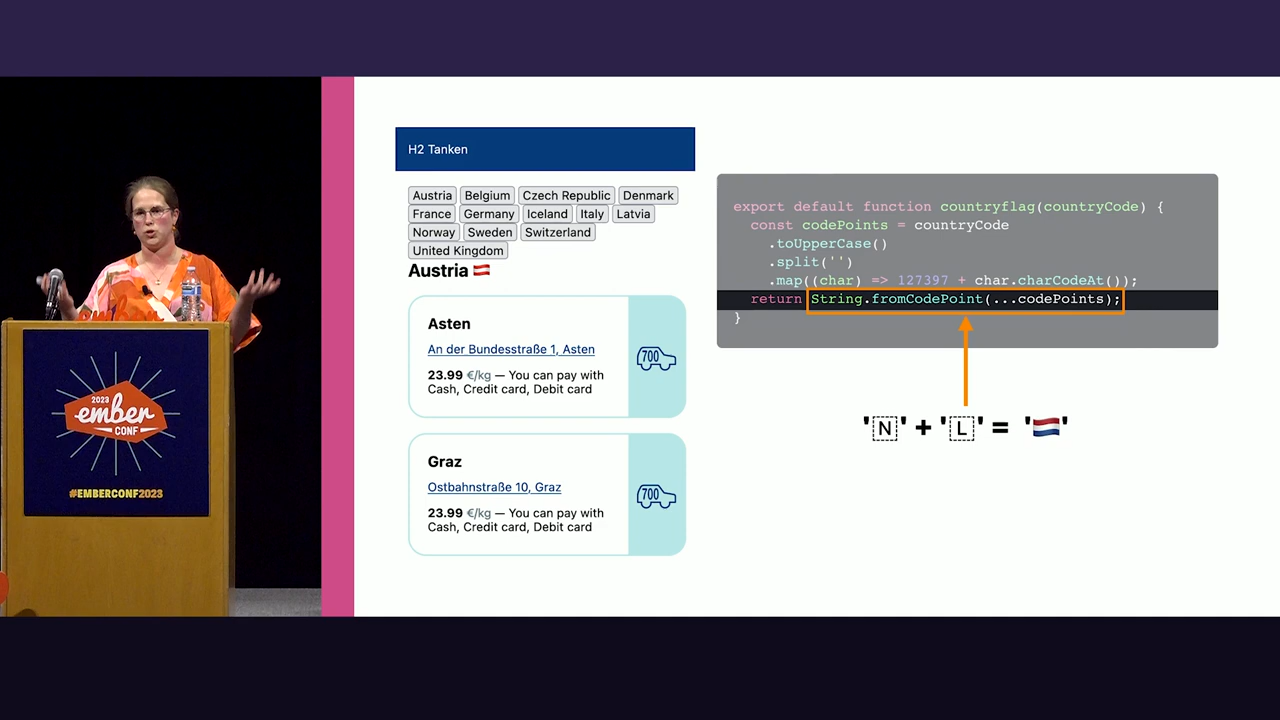 H2 Tanken
Austria Belgium Czech Republic Denmark
France Germany Iceland Italy Latvia
Norway Sweden Switzerland
United Kingdom
Austria 🇦🇹
Asten
An der Bundesstraße 1, Asten
23.99 €/kg — You can pay with
Cash, Credit card, Debit card
700
Graz
Ostbahnstraße 10, Graz
23.99 €/kg — You can pay with
Cash, Credit card, Debit card
700
export default function countryflag(countryCode) {
const codePoints = countryCode
.toUpperCase()
.split('')
.map((char) => 127397 + char.charCodeAt());
return String.fromCodePoint(...codePoints);
}
'🇳' + '🇱' = '🇳🇱'
2023
ember
CONF
#EMBERCONF2023